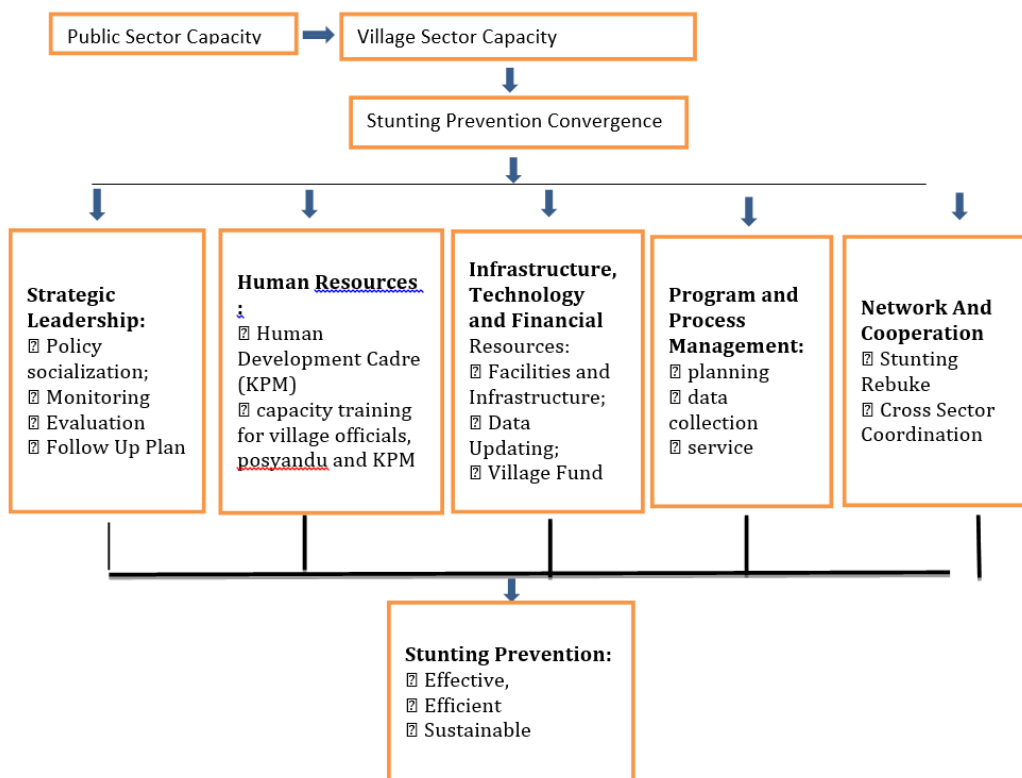 Public Sector Capacity
Village Sector Capacity
Stunting Prevention Convergence
Strategic
Leadership:
⍰ Policy
socialization;
⍰ Monitoring
⍰ Evaluation
⍰ Follow Up Plan
Human Resources
:
⍰ Human
Development Cadre
(KPM)
⍰ capacity training
for village officials,
posyandu and KPM
Infrastructure,
Technology
and Financial
Resources:
⍰ Facilities and
Infrastructure;
⍰ Data
Updating;
⍰ Village Fund
Program and
Process
Management:
⍰ planning
⍰ data
collection
⍰ service
Network And
Cooperation
⍰ Stunting
Rebuke
⍰ Cross Sector
Coordination
Stunting Prevention:
⍰ Effective,
⍰ Efficient
⍰ Sustainable